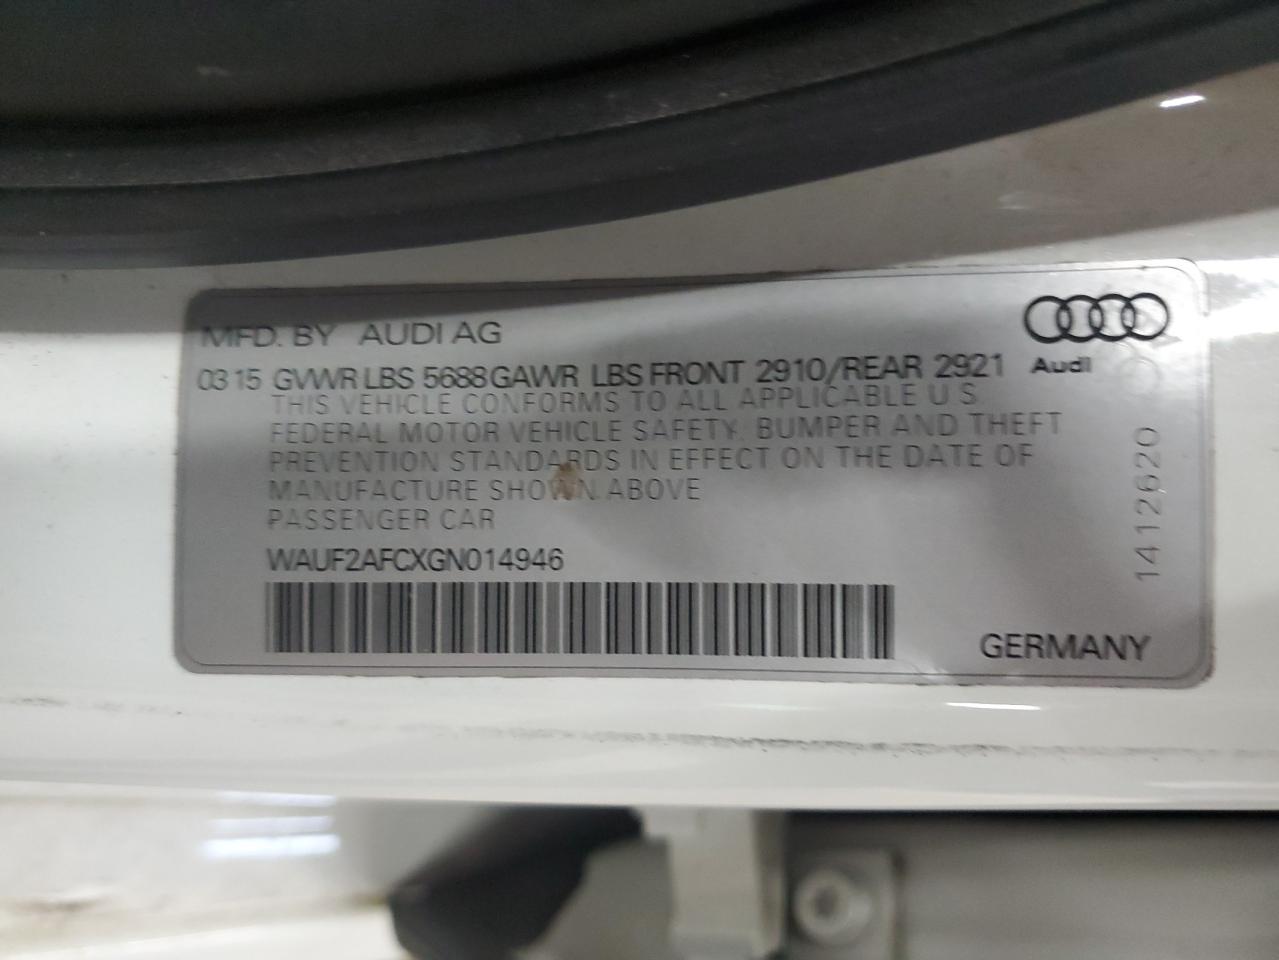 MFD. BY AUDI AG
03 15 GVWR LBS 5688 GAWR LBS FRONT 2910/REAR 2921
Audi
THIS VEHICLE CONFORMS TO ALL APPLICABLE U S
FEDERAL MOTOR VEHICLE SAFETY, BUMPER AND THEFT
PREVENTION STANDARDS IN EFFECT ON THE DATE OF
MANUFACTURE SHOWN ABOVE
PASSENGER CAR
WAUF2AFCXGN014946
GERMANY
1412620